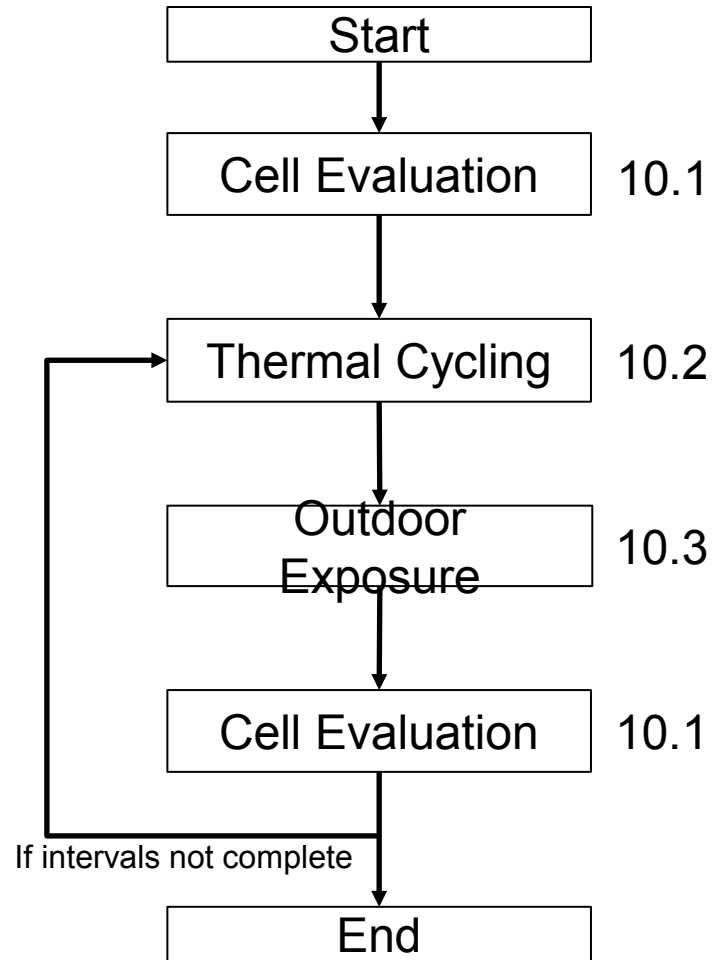 Start
Cell Evaluation 10.1
Thermal Cycling 10.2
Outdoor
Exposure 10.3
Cell Evaluation 10.1
If intervals not complete
End